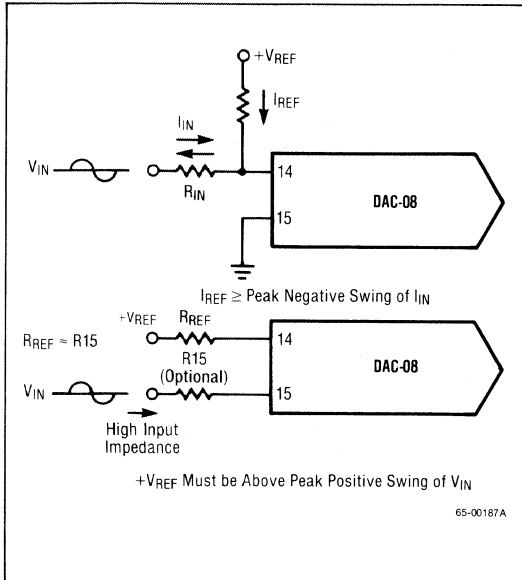 +VREF
IREF
IIN
VIN
RIN
14
15
DAC-08
IREF ≥ Peak Negative Swing of IIN
+VREF
RREF
RREF ≈ R15
14
R15
(Optional)
DAC-08
VIN
15
High Input
Impedance
+VREF Must be Above Peak Positive Swing of VIN
65-00187A